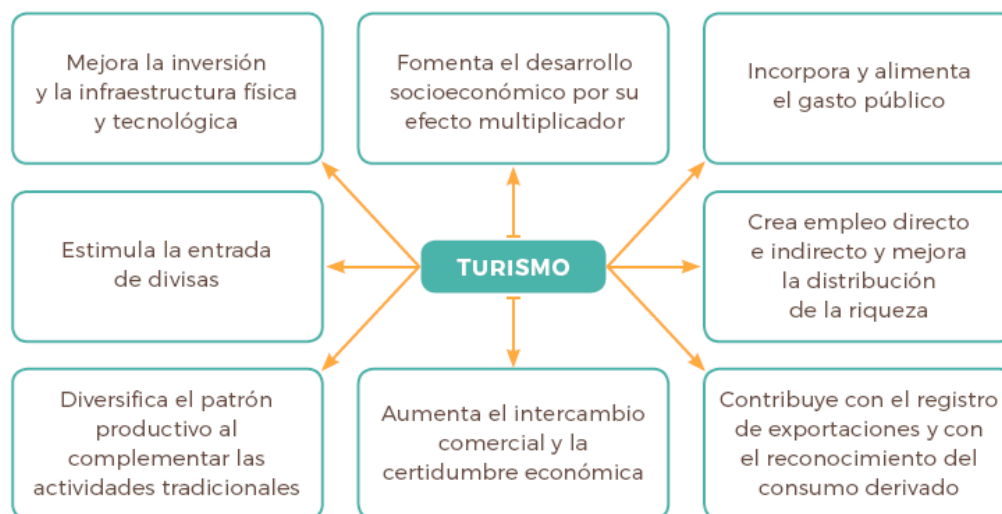 Mejora la inversión
y la infraestructura física
y tecnológica
Fomenta el desarrollo
socioeconómico por su
efecto multiplicador
Incorpora y alimenta
el gasto público
Estimula la entrada
de divisas
TURISMO
Crea empleo directo
e indirecto y mejora
la distribución
de la riqueza
Diversifica el patrón
productivo al
complementar las
actividades tradicionales
Aumenta el intercambio
comercial y la
certidumbre económica
Contribuye con el registro
de exportaciones y con
el reconocimiento del
consumo derivado